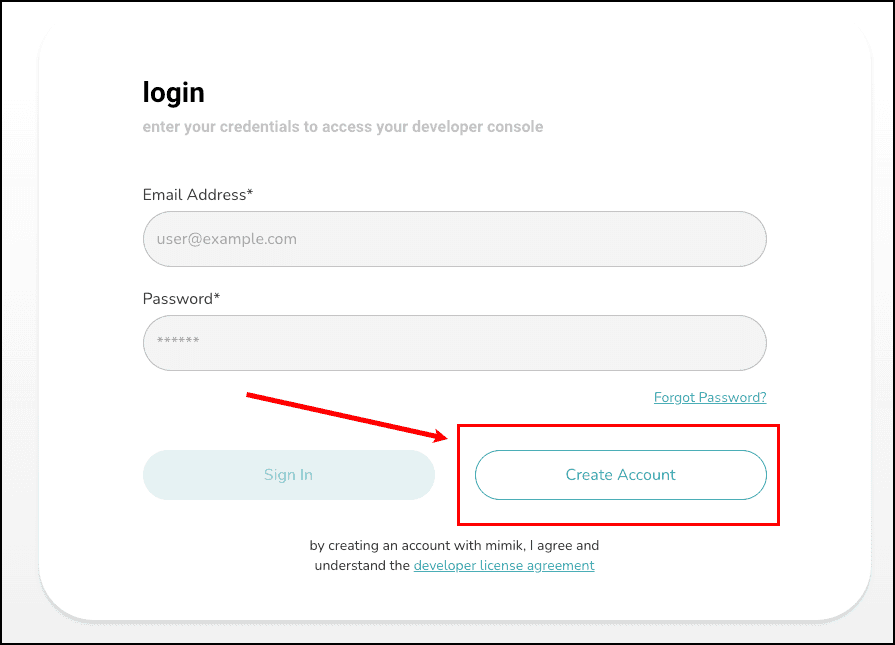 login
enter your credentials to access your developer console
Email Address*
user@example.com
Password*
******
Forgot Password?
Sign In
Create Account
by creating an account with mimik, I agree and
understand the developer license agreement